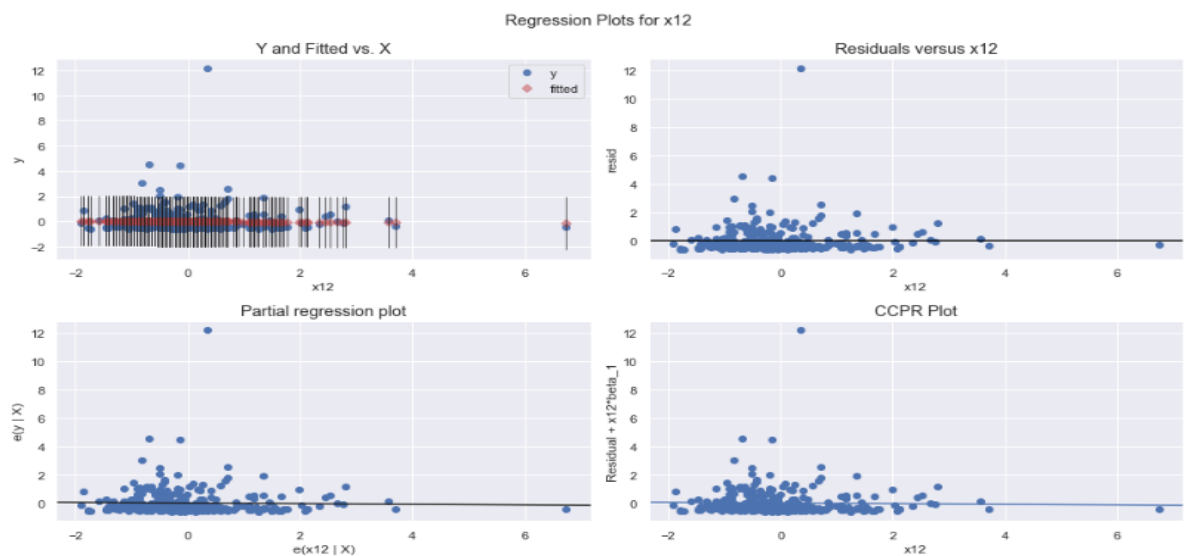 Regression Plots for x12
Y and Fitted vs. X
12
10
8
6
4
2
0
−2
y
−2 0 2 4 6
x12
y
fitted
Residuals versus x12
12
10
8
6
4
2
0
resid
−2 0 2 4 6
x12
Partial regression plot
12
10
8
6
4
2
0
e(y | X)
−2 0 2 4 6
e(x12 | X)
CCPR Plot
12
10
8
6
4
2
0
Residual + x12*beta_1
−2 0 2 4 6
x12